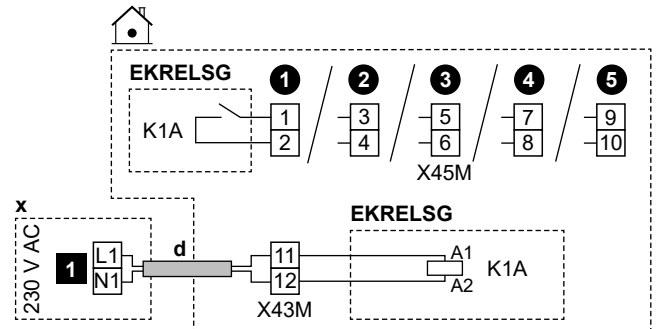 EKRELSG
1 2 3 4 5
K1A
1 3 5 7 9
2 4 6 8 10
X45M
x
230 V AC
1
L1
N1
d
11
12
X43M
EKRELSG
A1
A2
K1A